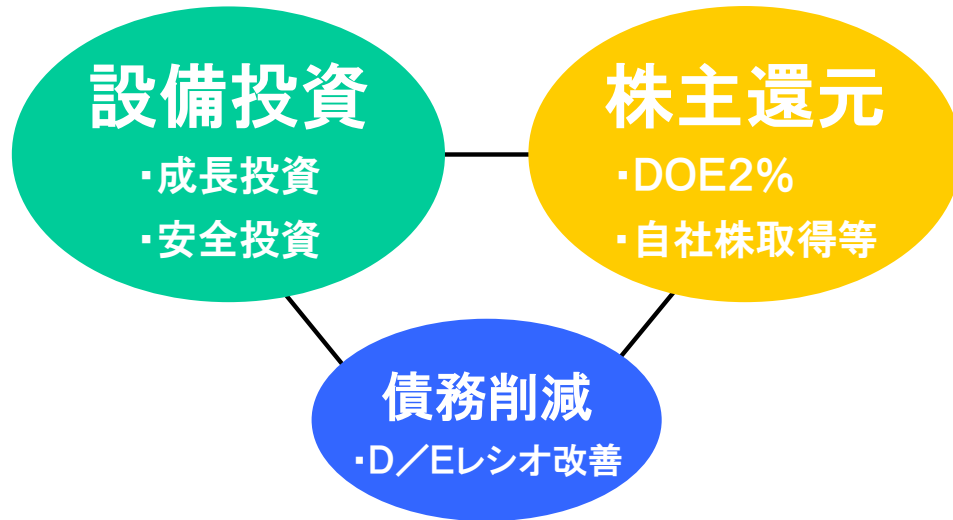 設備投資
・成長投資
・安全投資
株主還元
・DOE2%
・自社株取得等
債務削減
・D／Eレシオ改善